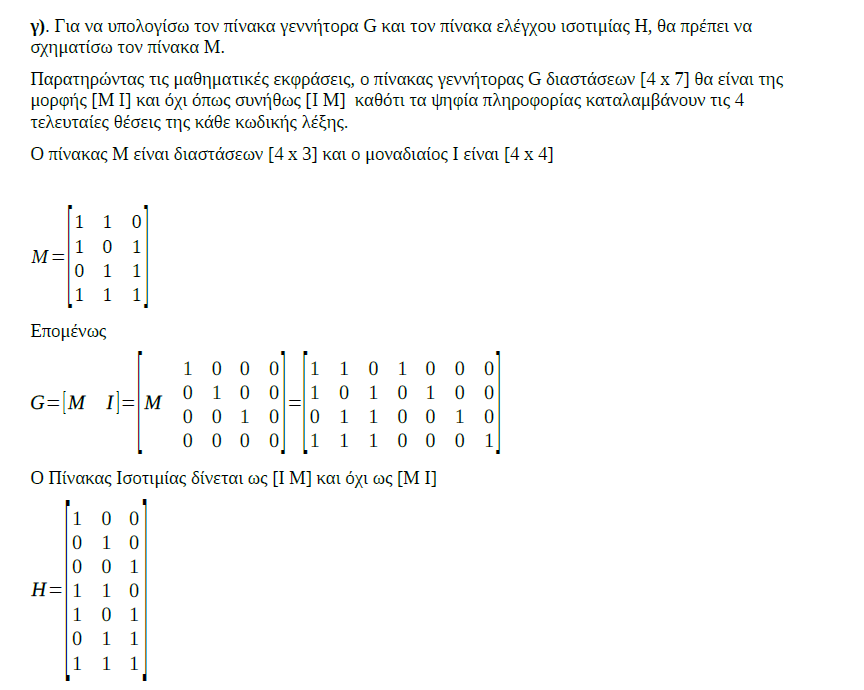 γ). Για να υπολογίσω τον πίνακα γεννήτορα G και τον πίνακα ελέγχου ισοτιμίας H, θα πρέπει να
σχηματίσω τον πίνακα M.
Παρατηρώντας τις μαθηματικές εκφράσεις, ο πίνακας γεννήτορας G διαστάσεων [4 x 7] θα είναι της
μορφής [M I] και όχι όπως συνήθως [I M] καθότι τα ψηφία πληροφορίας καταλαμβάνουν τις 4
τελευταίες θέσεις της κάθε κωδικής λέξης.
Ο πίνακας M είναι διαστάσεων [4 x 3] και ο μοναδιαίος I είναι [4 x 4]
1 1 0
1 0 1
M=
0 1 1
1 1 1
Επομένως
1 0 0 0 1 1 0 1 0 0 0
0 1 0 0 1 0 1 0 1 0 0
G=[M I]=[M =
0 0 1 0 0 1 1 0 0 1 0
0 0 0 0 1 1 1 0 0 0 1
Ο Πίνακας Ισοτιμίας δίνεται ως [I M] και όχι ως [M I]
1 0 0
0 1 0
0 0 1
H= 1 1 0
1 0 1
0 1 1
1 1 1